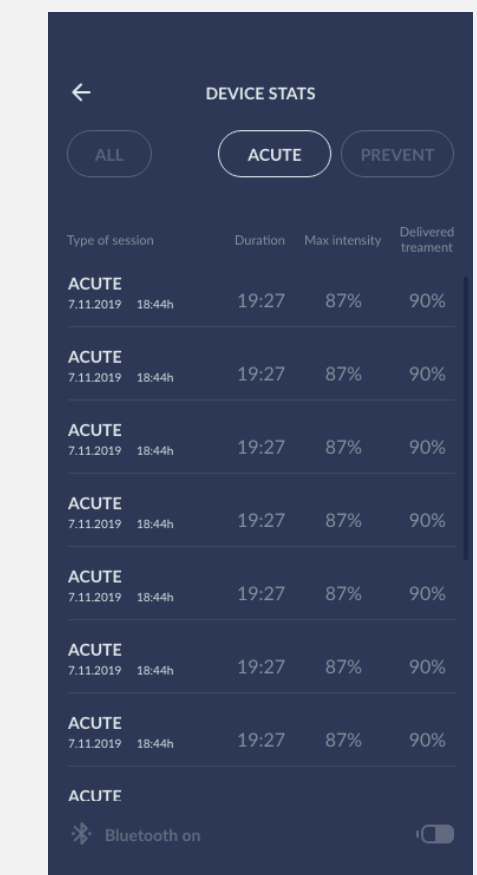 DEVICE STATS
ALL ACUTE PREVENT
Type of session Duration Max intensity Delivered treament
ACUTE
7.11.2019 18:44h 19:27 87% 90%
ACUTE
7.11.2019 18:44h 19:27 87% 90%
ACUTE
7.11.2019 18:44h 19:27 87% 90%
ACUTE
7.11.2019 18:44h 19:27 87% 90%
ACUTE
7.11.2019 18:44h 19:27 87% 90%
ACUTE
7.11.2019 18:44h 19:27 87% 90%
ACUTE
7.11.2019 18:44h 19:27 87% 90%
ACUTE
Bluetooth on